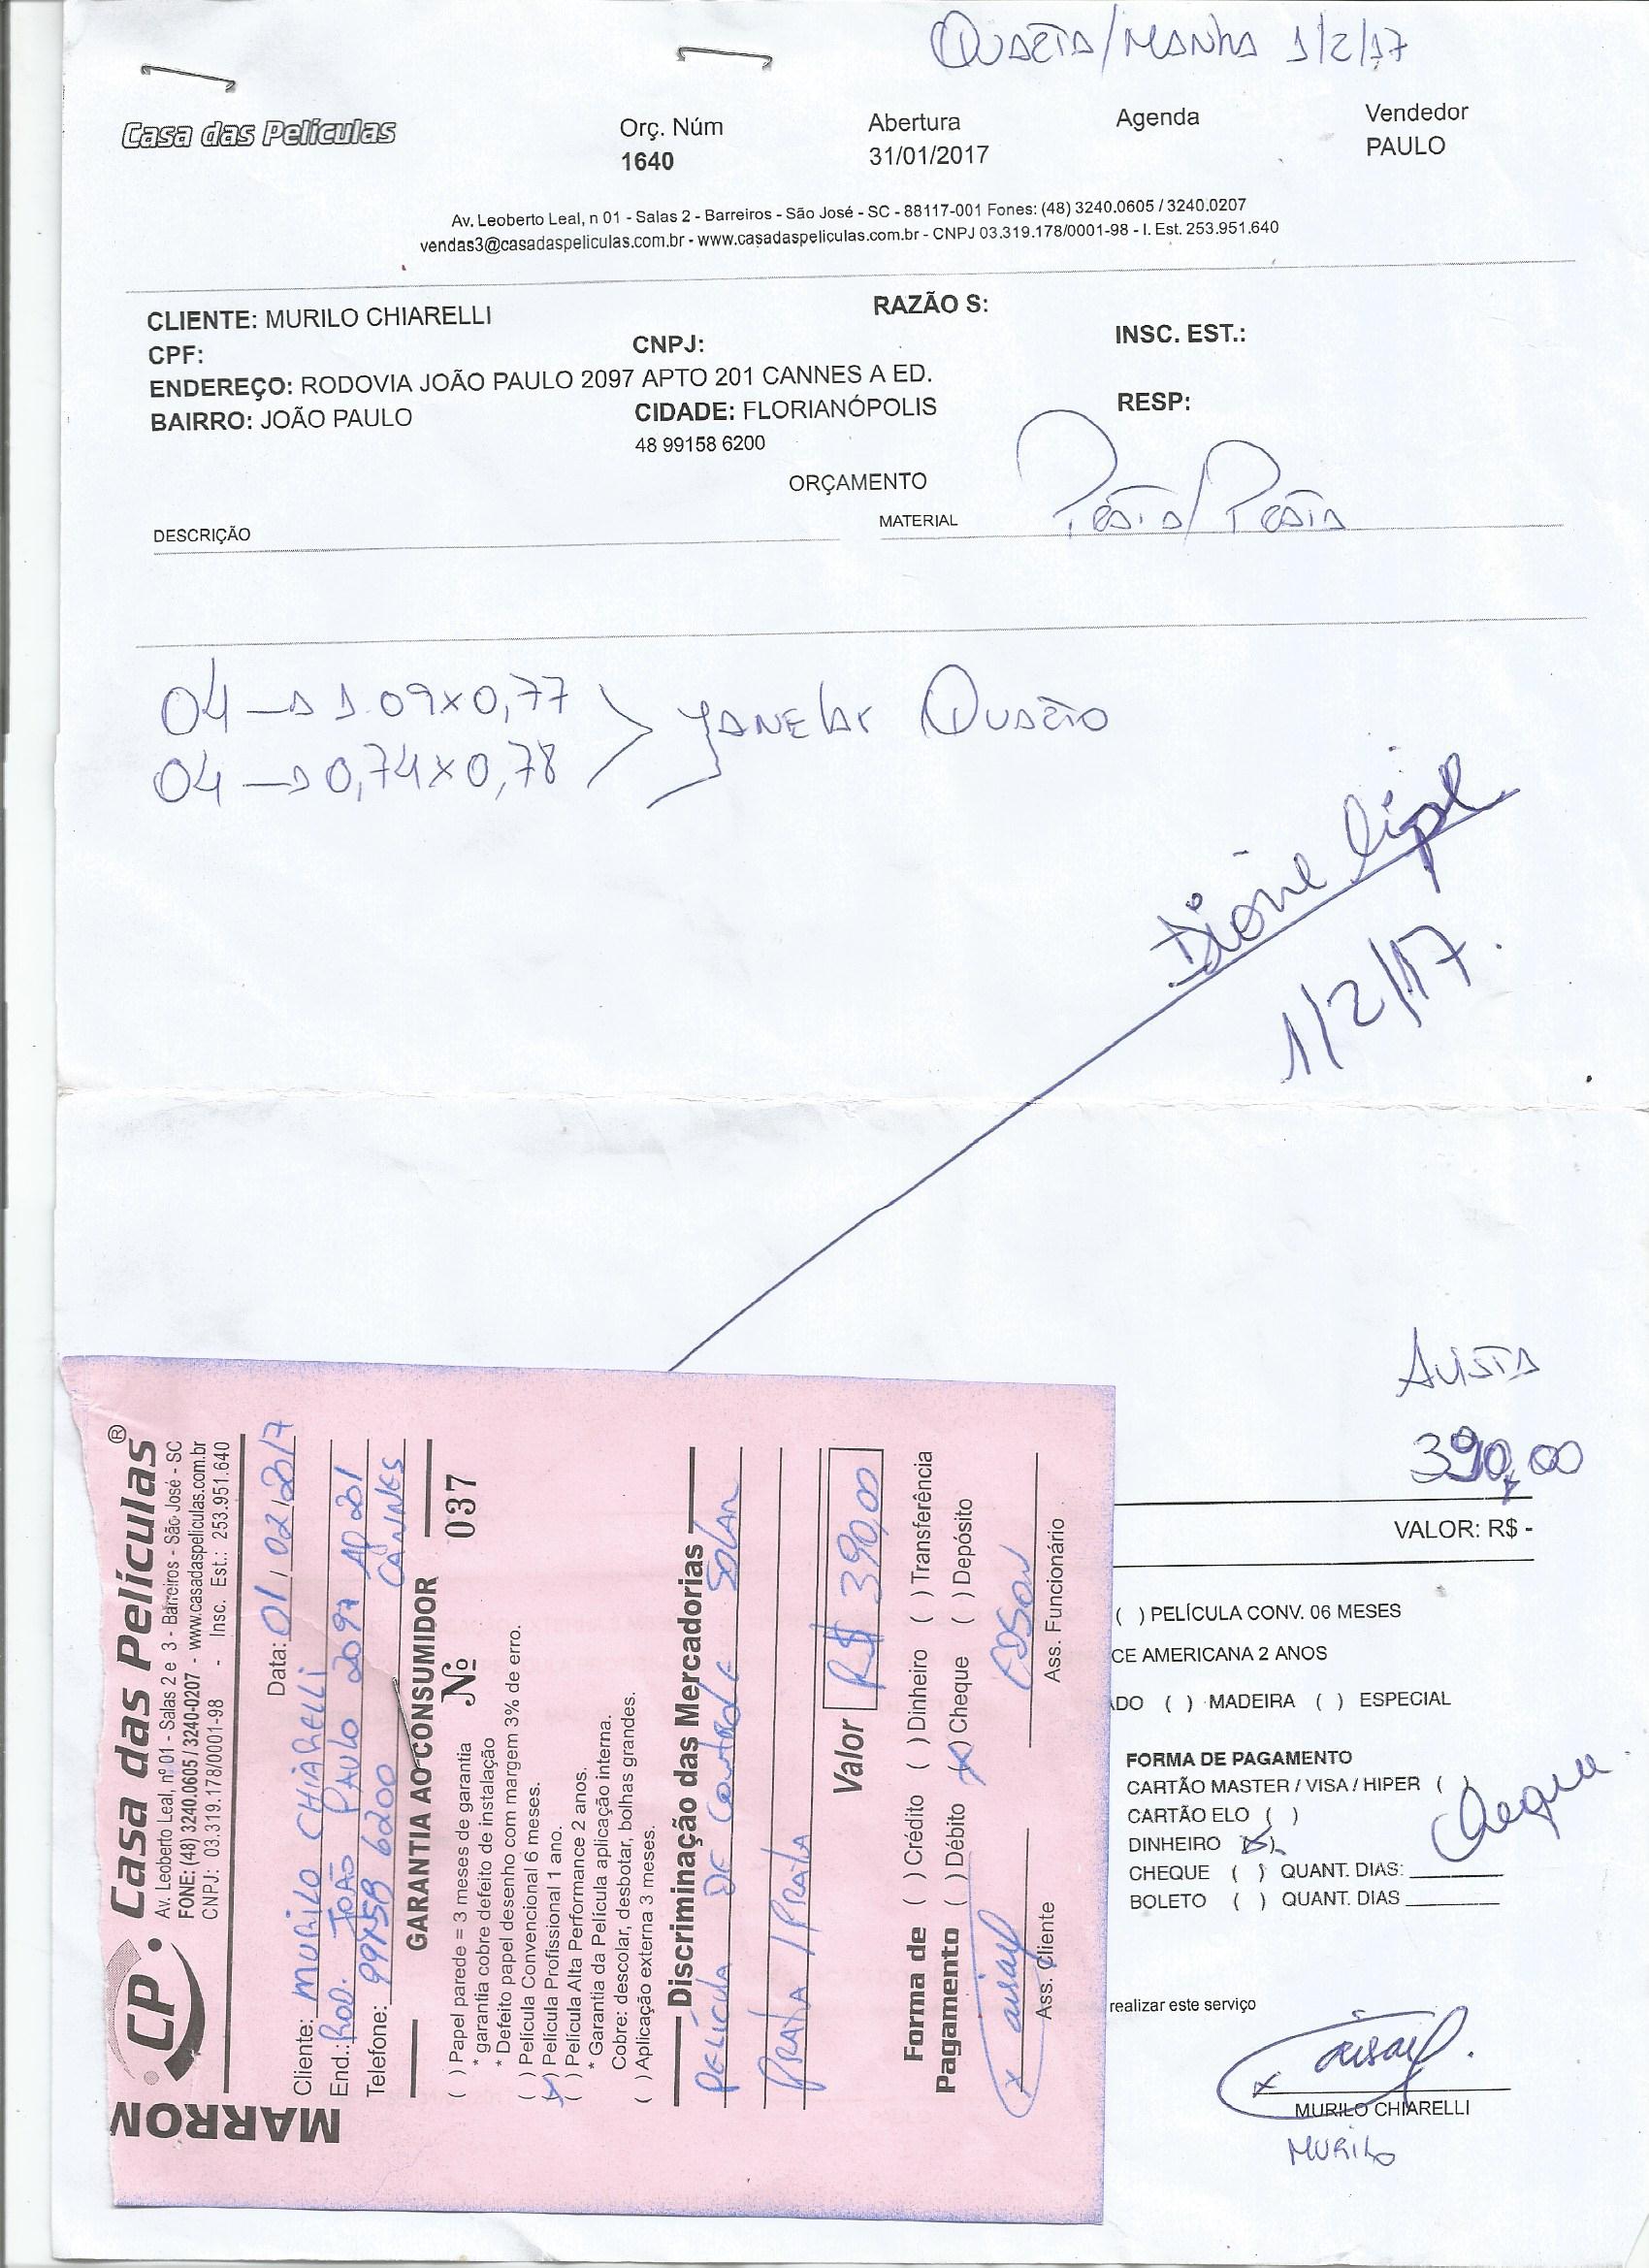 QUARTA/MANHA 1/2/17
Casa das Películas
Orç. Núm
1640
Abertura
31/01/2017
Agenda
Vendedor
PAULO
Av. Leoberto Leal, n 01 - Salas 2 - Barreiros - São José - SC - 88117-001 Fones: (48) 3240.0605 / 3240.0207
vendas3@casadaspeliculas.com.br - www.casadaspeliculas.com.br - CNPJ 03.319.178/0001-98 - I. Est. 253.951.640
CLIENTE: MURILO CHIARELLI
RAZÃO S:
CPF:
CNPJ:
INSC. EST.:
ENDEREÇO: RODOVIA JOÃO PAULO 2097 APTO 201 CANNES A ED.
BAIRRO: JOÃO PAULO
CIDADE: FLORIANÓPOLIS
RESP:
48 99158 6200
ORÇAMENTO
DESCRIÇÃO
MATERIAL
PRATA/PRATA
04 → 1.09x0,77
04 → 0,74x0,78
JANELAS QUARTO
1/2/17.
AVISTA
390,00
VALOR: R$ -
( ) PELÍCULA CONV. 06 MESES
CE AMERICANA 2 ANOS
DO ( ) MADEIRA ( ) ESPECIAL
FORMA DE PAGAMENTO
CARTÃO MASTER / VISA / HIPER ( )
CARTÃO ELO ( )
DINHEIRO (X)
CHEQUE ( ) QUANT. DIAS:
BOLETO ( ) QUANT. DIAS
Cheque
realizar este serviço
x
MURILO CHIARELLI
MURILO
MARRON
CP
Casa das Películas®
Av. Leoberto Leal, nº 01 - Salas 2 e 3 - Barreiros - São José - SC
FONE: (48) 3240.0605 / 3240-0207 - www.casadaspeliculas.com.br
CNPJ: 03.319.178/0001-98 - Insc. Est.: 253.951.640
Data: 01/02/2017
Cliente: MURILO CHIARELLI
End.: Rod. JOÃO PAULO 2097 AP 201
CANNES
Telefone: 99158 6200
GARANTIA AO CONSUMIDOR
Nº 037
( ) Papel parede = 3 meses de garantia
* garantia cobre defeito de instalação
* Defeito papel desenho com margem 3% de erro.
( ) Película Convencional 6 meses.
(x) Película Profissional 1 ano.
( ) Película Alta Performance 2 anos.
* Garantia da Película aplicação interna.
Cobre: descolar, desbotar, bolhas grandes.
( ) Aplicação externa 3 meses.
Discriminação das Mercadorias
PELÍCULA DE CONTROLE SOLAR
PRATA / PRATA
Valor R$ 390,00
Forma de Pagamento
( ) Crédito ( ) Dinheiro ( ) Transferência
( ) Débito (x) Cheque ( ) Depósito
x
EDSON
Ass. Cliente
Ass. Funcionário